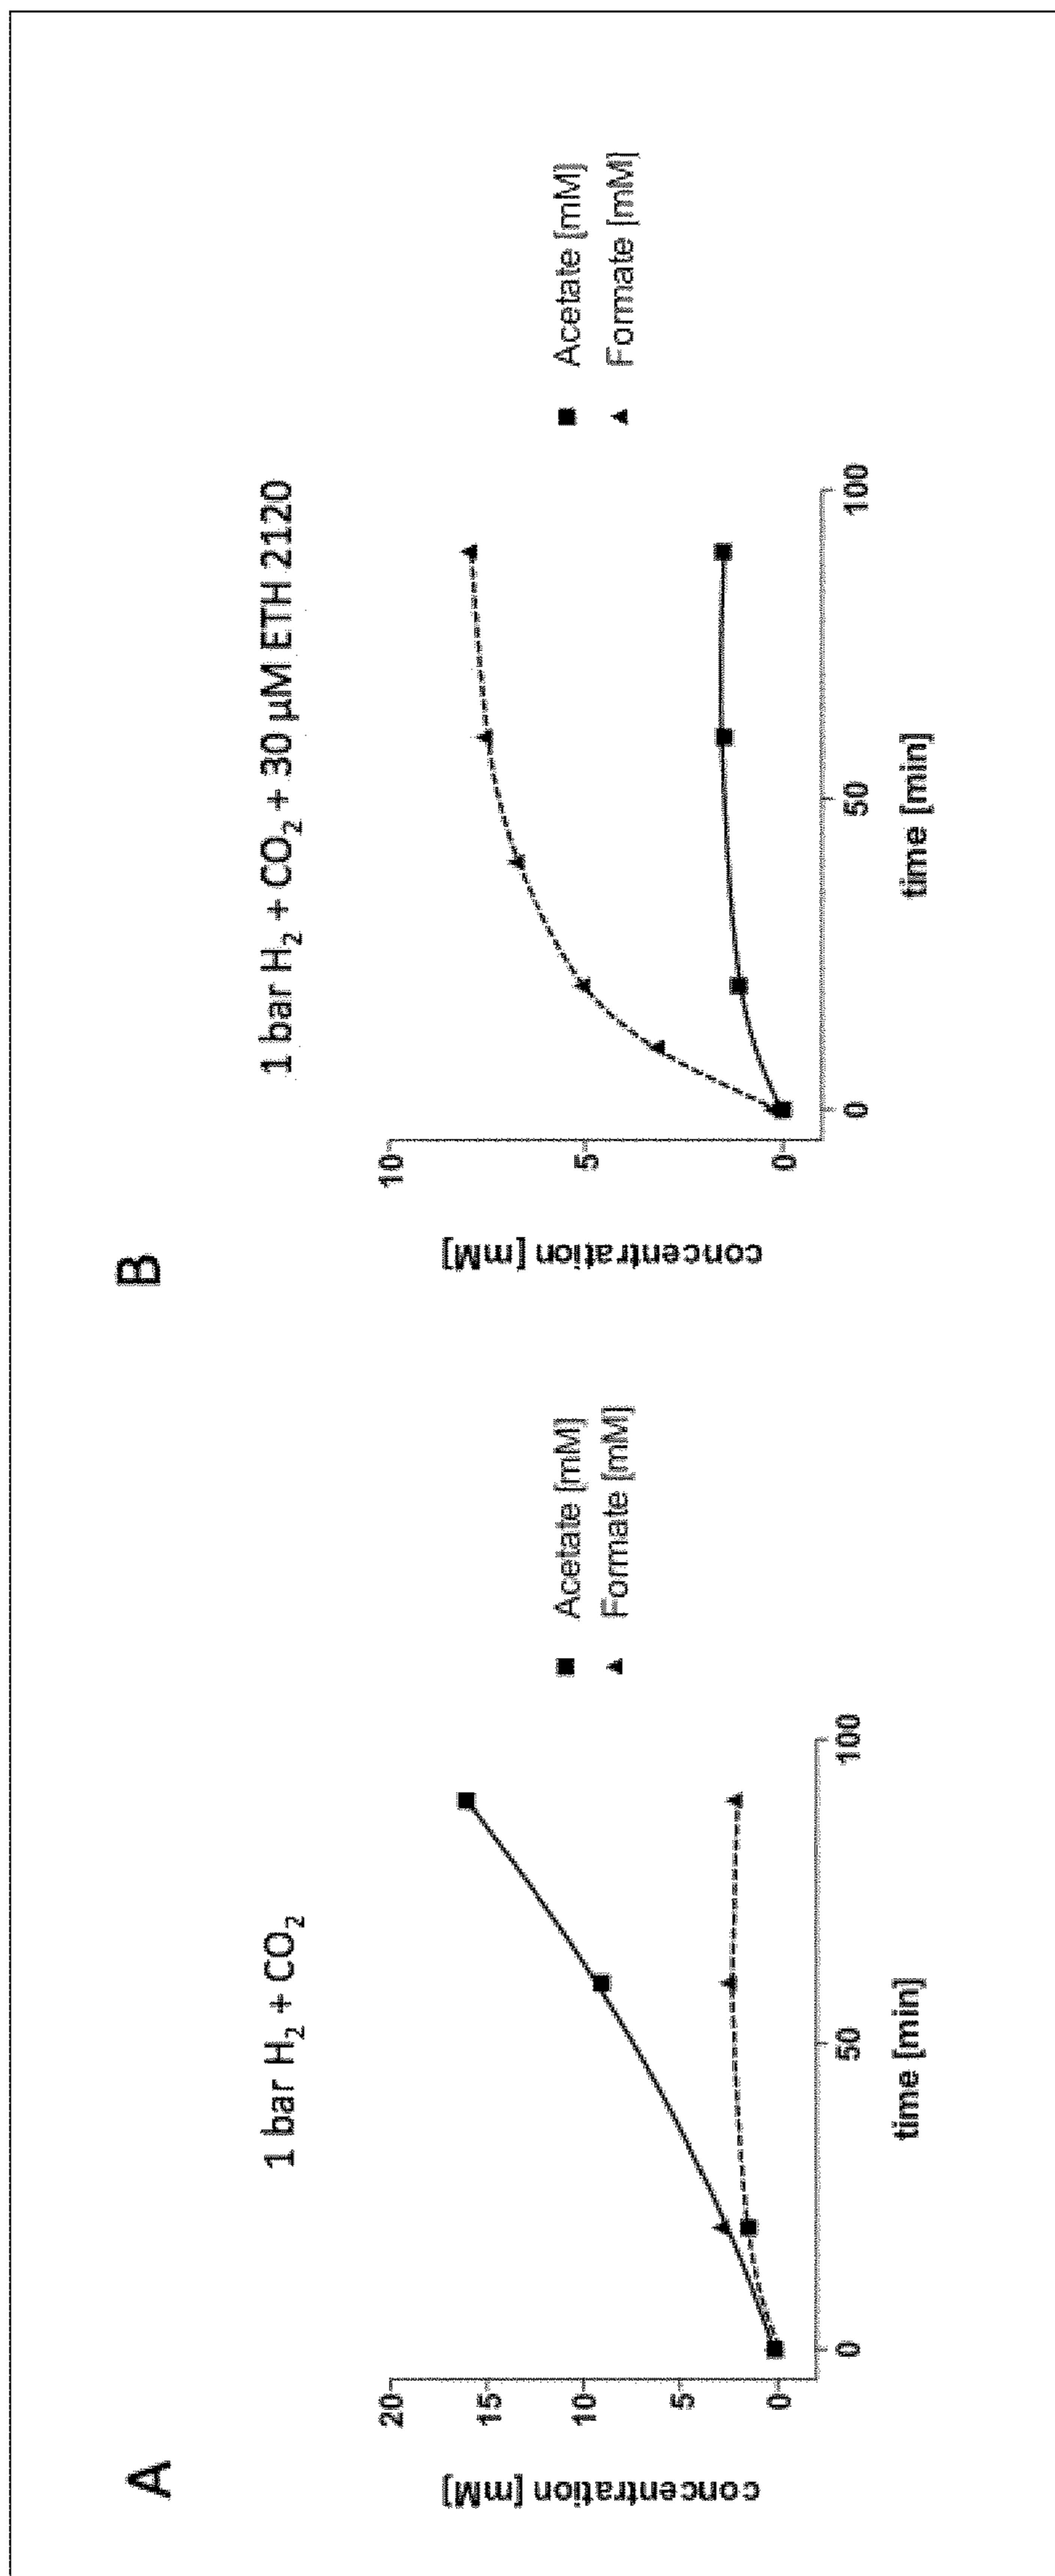 A
1 bar H₂ + CO₂
concentration [mM]
20
15
10
5
0
0
50
100
time [min]
Acetate [mM]
Formate [mM]
B
1 bar H₂ + CO₂ + 30 µM ETH 2120
concentration [mM]
10
5
0
0
50
100
time [min]
Acetate [mM]
Formate [mM]